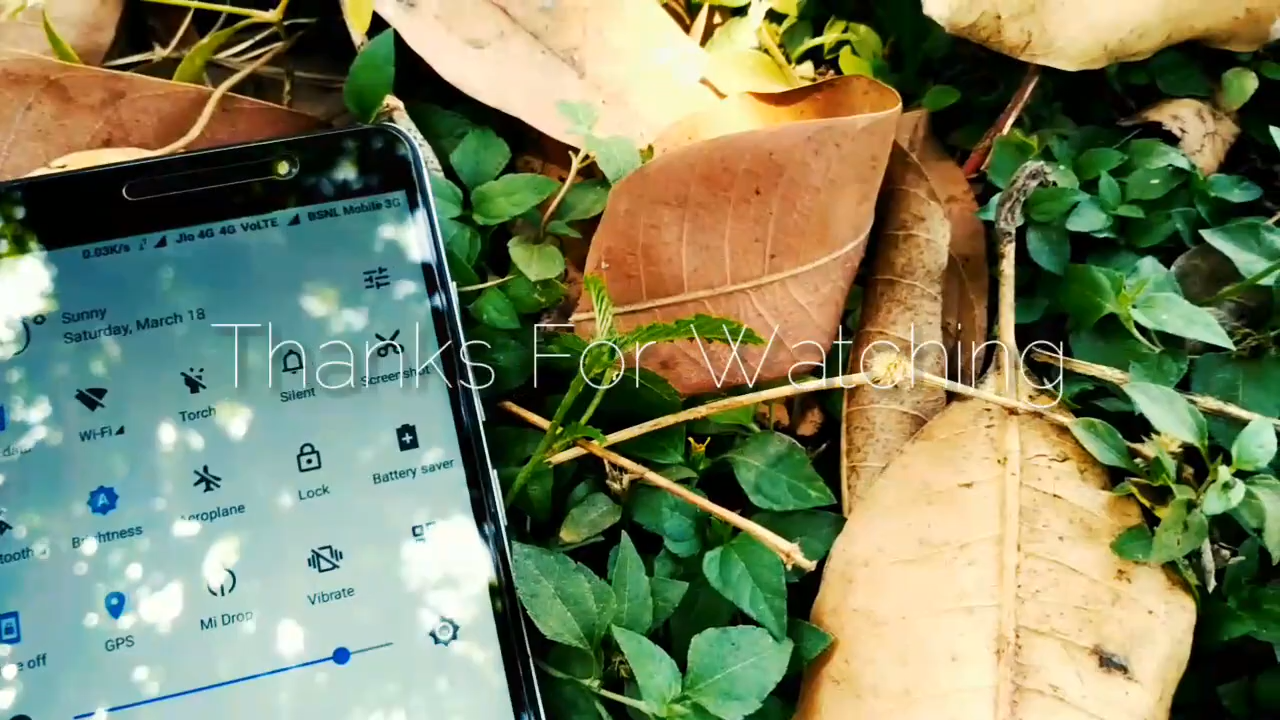 0.03K/s Jio 4G 4G VoLTE BSNL Mobile 3G
Sunny
Saturday, March 18
Thanks For Watching
Wi-Fi Torch Silent Screenshot
Brightness Aeroplane Lock Battery saver
GPS Mi Drop Vibrate
off